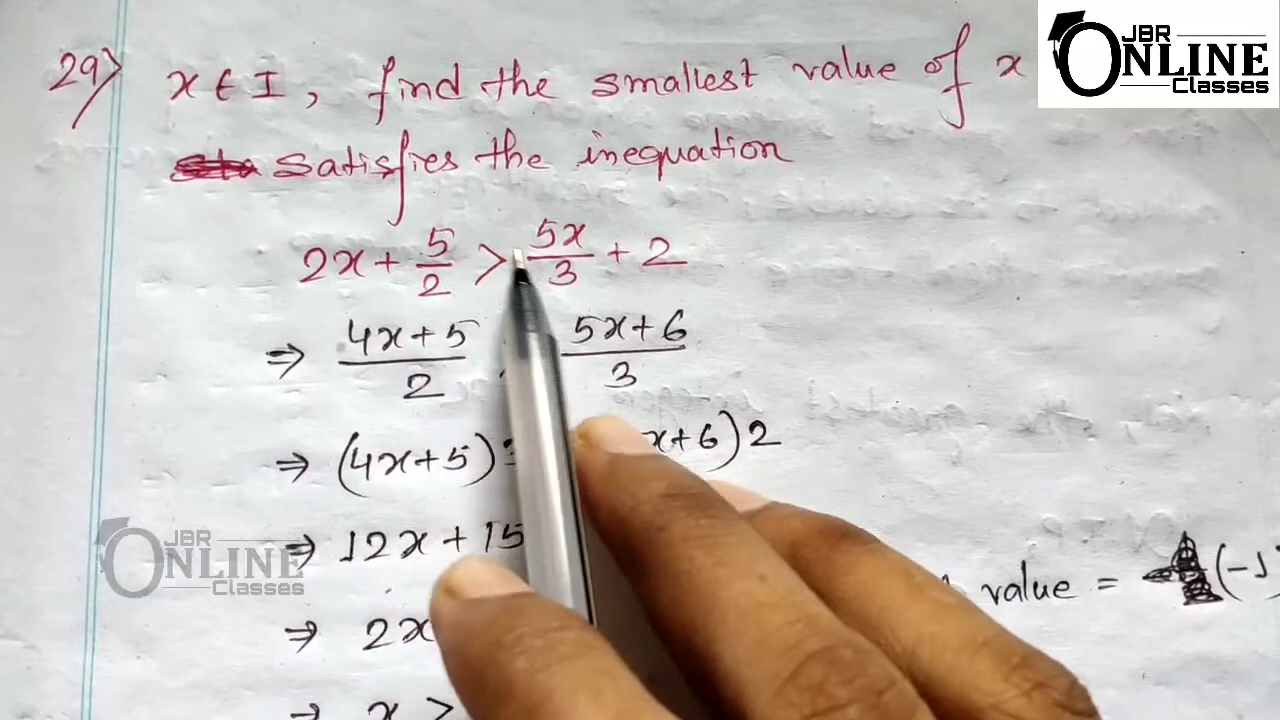 JBR
ONLINE
Classes
29) x ∈ I, find the smallest value of x
satisfies the inequation
2x + 5/2 > 5x/3 + 2
⇒ 4x+5/2 5x+6/3
⇒ (4x+5) x+6)2
⇒ 12x + 15
value = (-1
⇒ 2x
⇒ x >
JBR
ONLINE
Classes